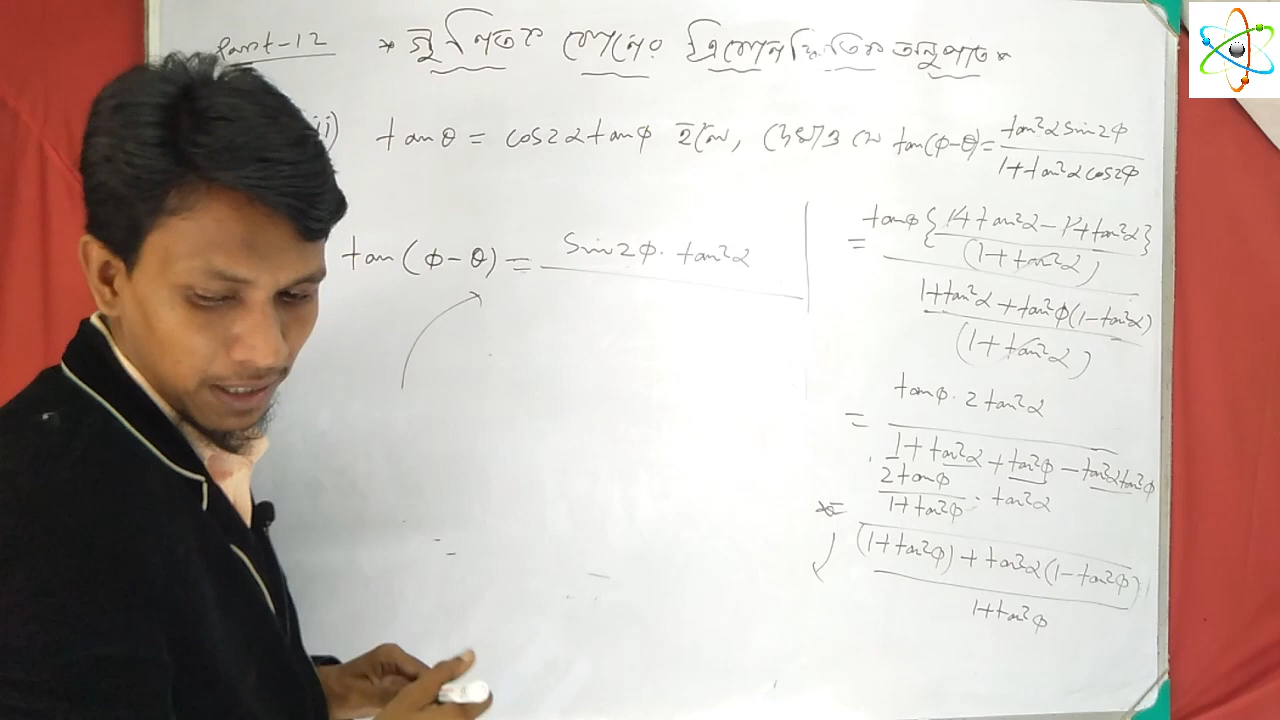 Part-12 * গুণিতক কোণের ত্রিকোণমিতিক অনুপাতঃ
ii) tanθ = cos2α tanφ হলে, দেখাও যে tan(φ-θ) = tan²α sin2φ / 1+tan²α cos2φ
tan(φ-θ) = sin2φ. tan²α
= tanφ{1+tan²α-1+tan²α} / (1+tan²α)
1+tan²α+tan²φ(1-tan²α) / (1+tan²α)
= tanφ. 2tan²α
1+tan²α+tan²φ-tan²α tan²φ
= 2tanφ / 1+tan²φ . tan²α
(1+tan²φ)+tan²α(1-tan²φ)
1+tan²φ